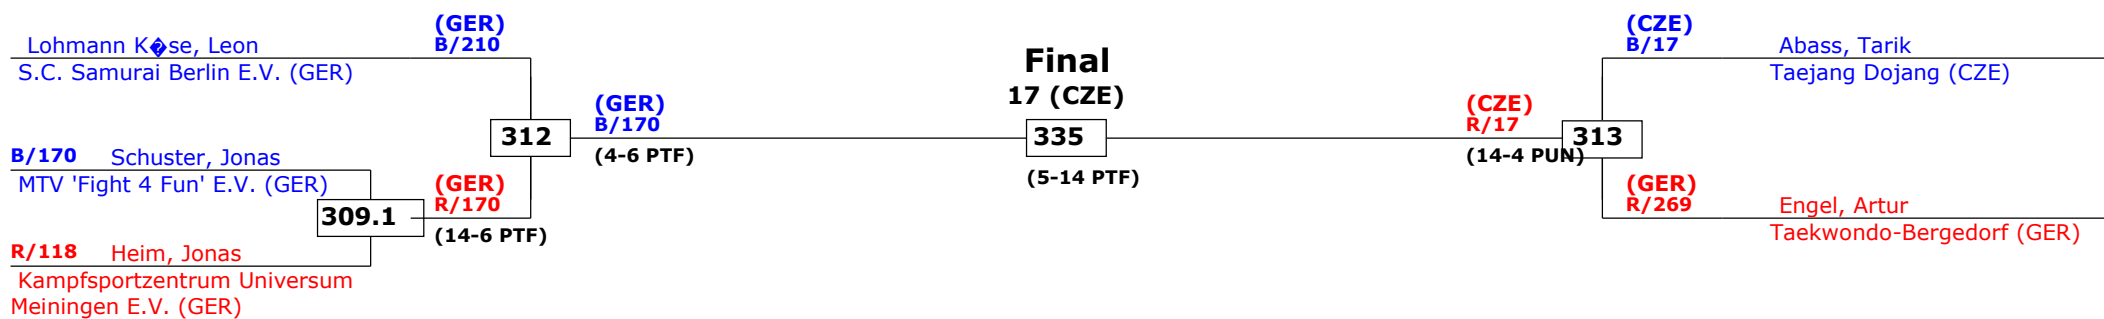 (GER)
B/210
Lohmann K�se, Leon
S.C. Samurai Berlin E.V. (GER)
B/170 Schuster, Jonas
MTV 'Fight 4 Fun' E.V. (GER)
309.1
R/118 Heim, Jonas
Kampfsportzentrum Universum
Meiningen E.V. (GER)
(GER)
R/170
(14-6 PTF)
312
(GER)
B/170
(4-6 PTF)
Final
17 (CZE)
335
(5-14 PTF)
(CZE)
R/17
(14-4 PUN)
313
(CZE)
B/17
Abass, Tarik
Taejang Dojang (CZE)
(GER)
R/269
Engel, Artur
Taekwondo-Bergedorf (GER)